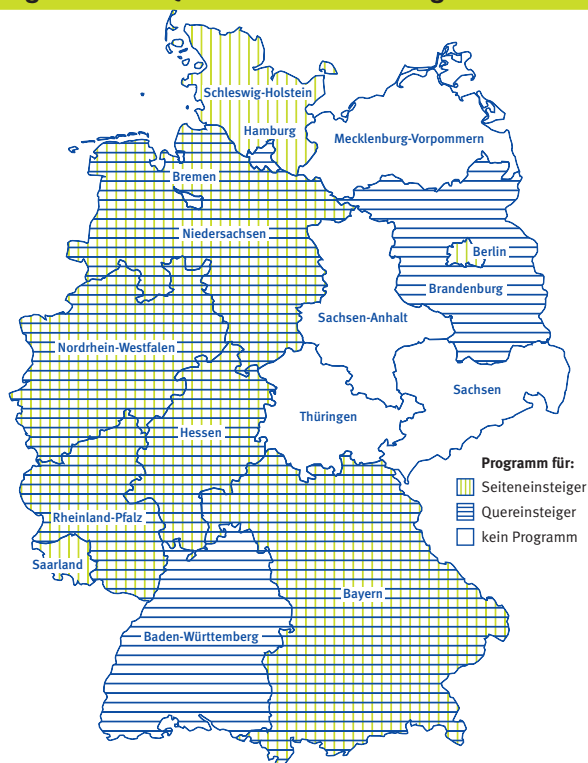 Schleswig-Holstein
Hamburg
Mecklenburg-Vorpommern
Bremen
Niedersachsen
Berlin
Brandenburg
Sachsen-Anhalt
Nordrhein-Westfalen
Sachsen
Thüringen
Hessen
Programm für:
Seiteneinsteiger
Quereinsteiger
kein Programm
Rheinland-Pfalz
Saarland
Bayern
Baden-Württemberg